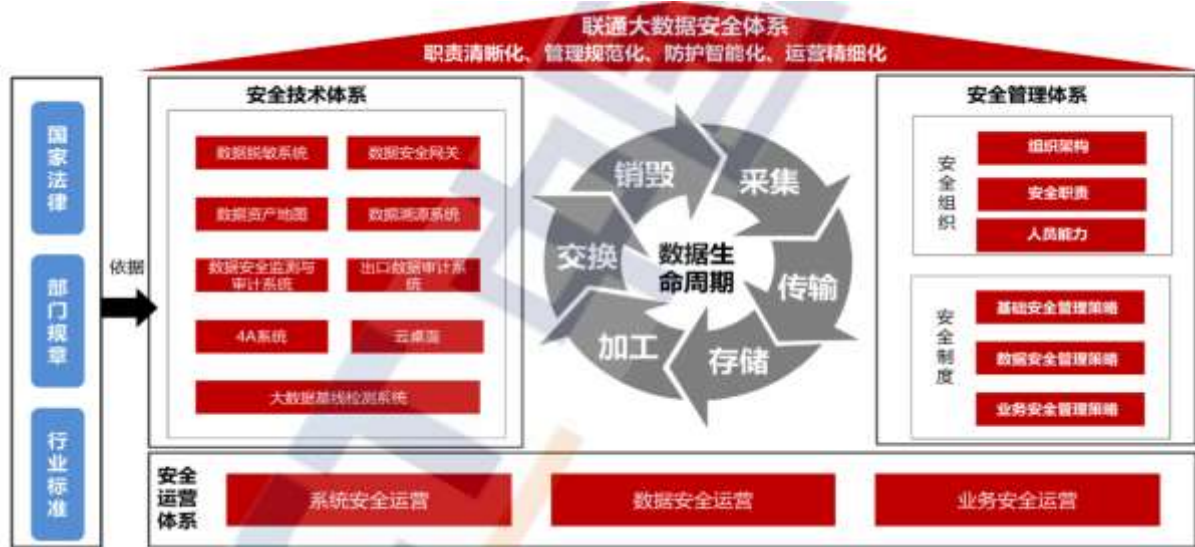 联通大数据安全体系
职责清晰化、管理规范化、防护智能化、运营精细化
国家法律
部门规章
行业标准
依据
安全技术体系
数据脱敏系统
数据安全网关
数据资产地图
数据溯源系统
数据安全监测与
审计系统
出口数据审计系
统
4A系统
云桌面
大数据基线检测系统
数据生
命周期
采集
传输
存储
加工
交换
销毁
安全管理体系
安全组织
组织架构
安全职责
人员能力
安全制度
基础安全管理策略
数据安全管理策略
业务安全管理策略
安全
运营
体系
系统安全运营
数据安全运营
业务安全运营